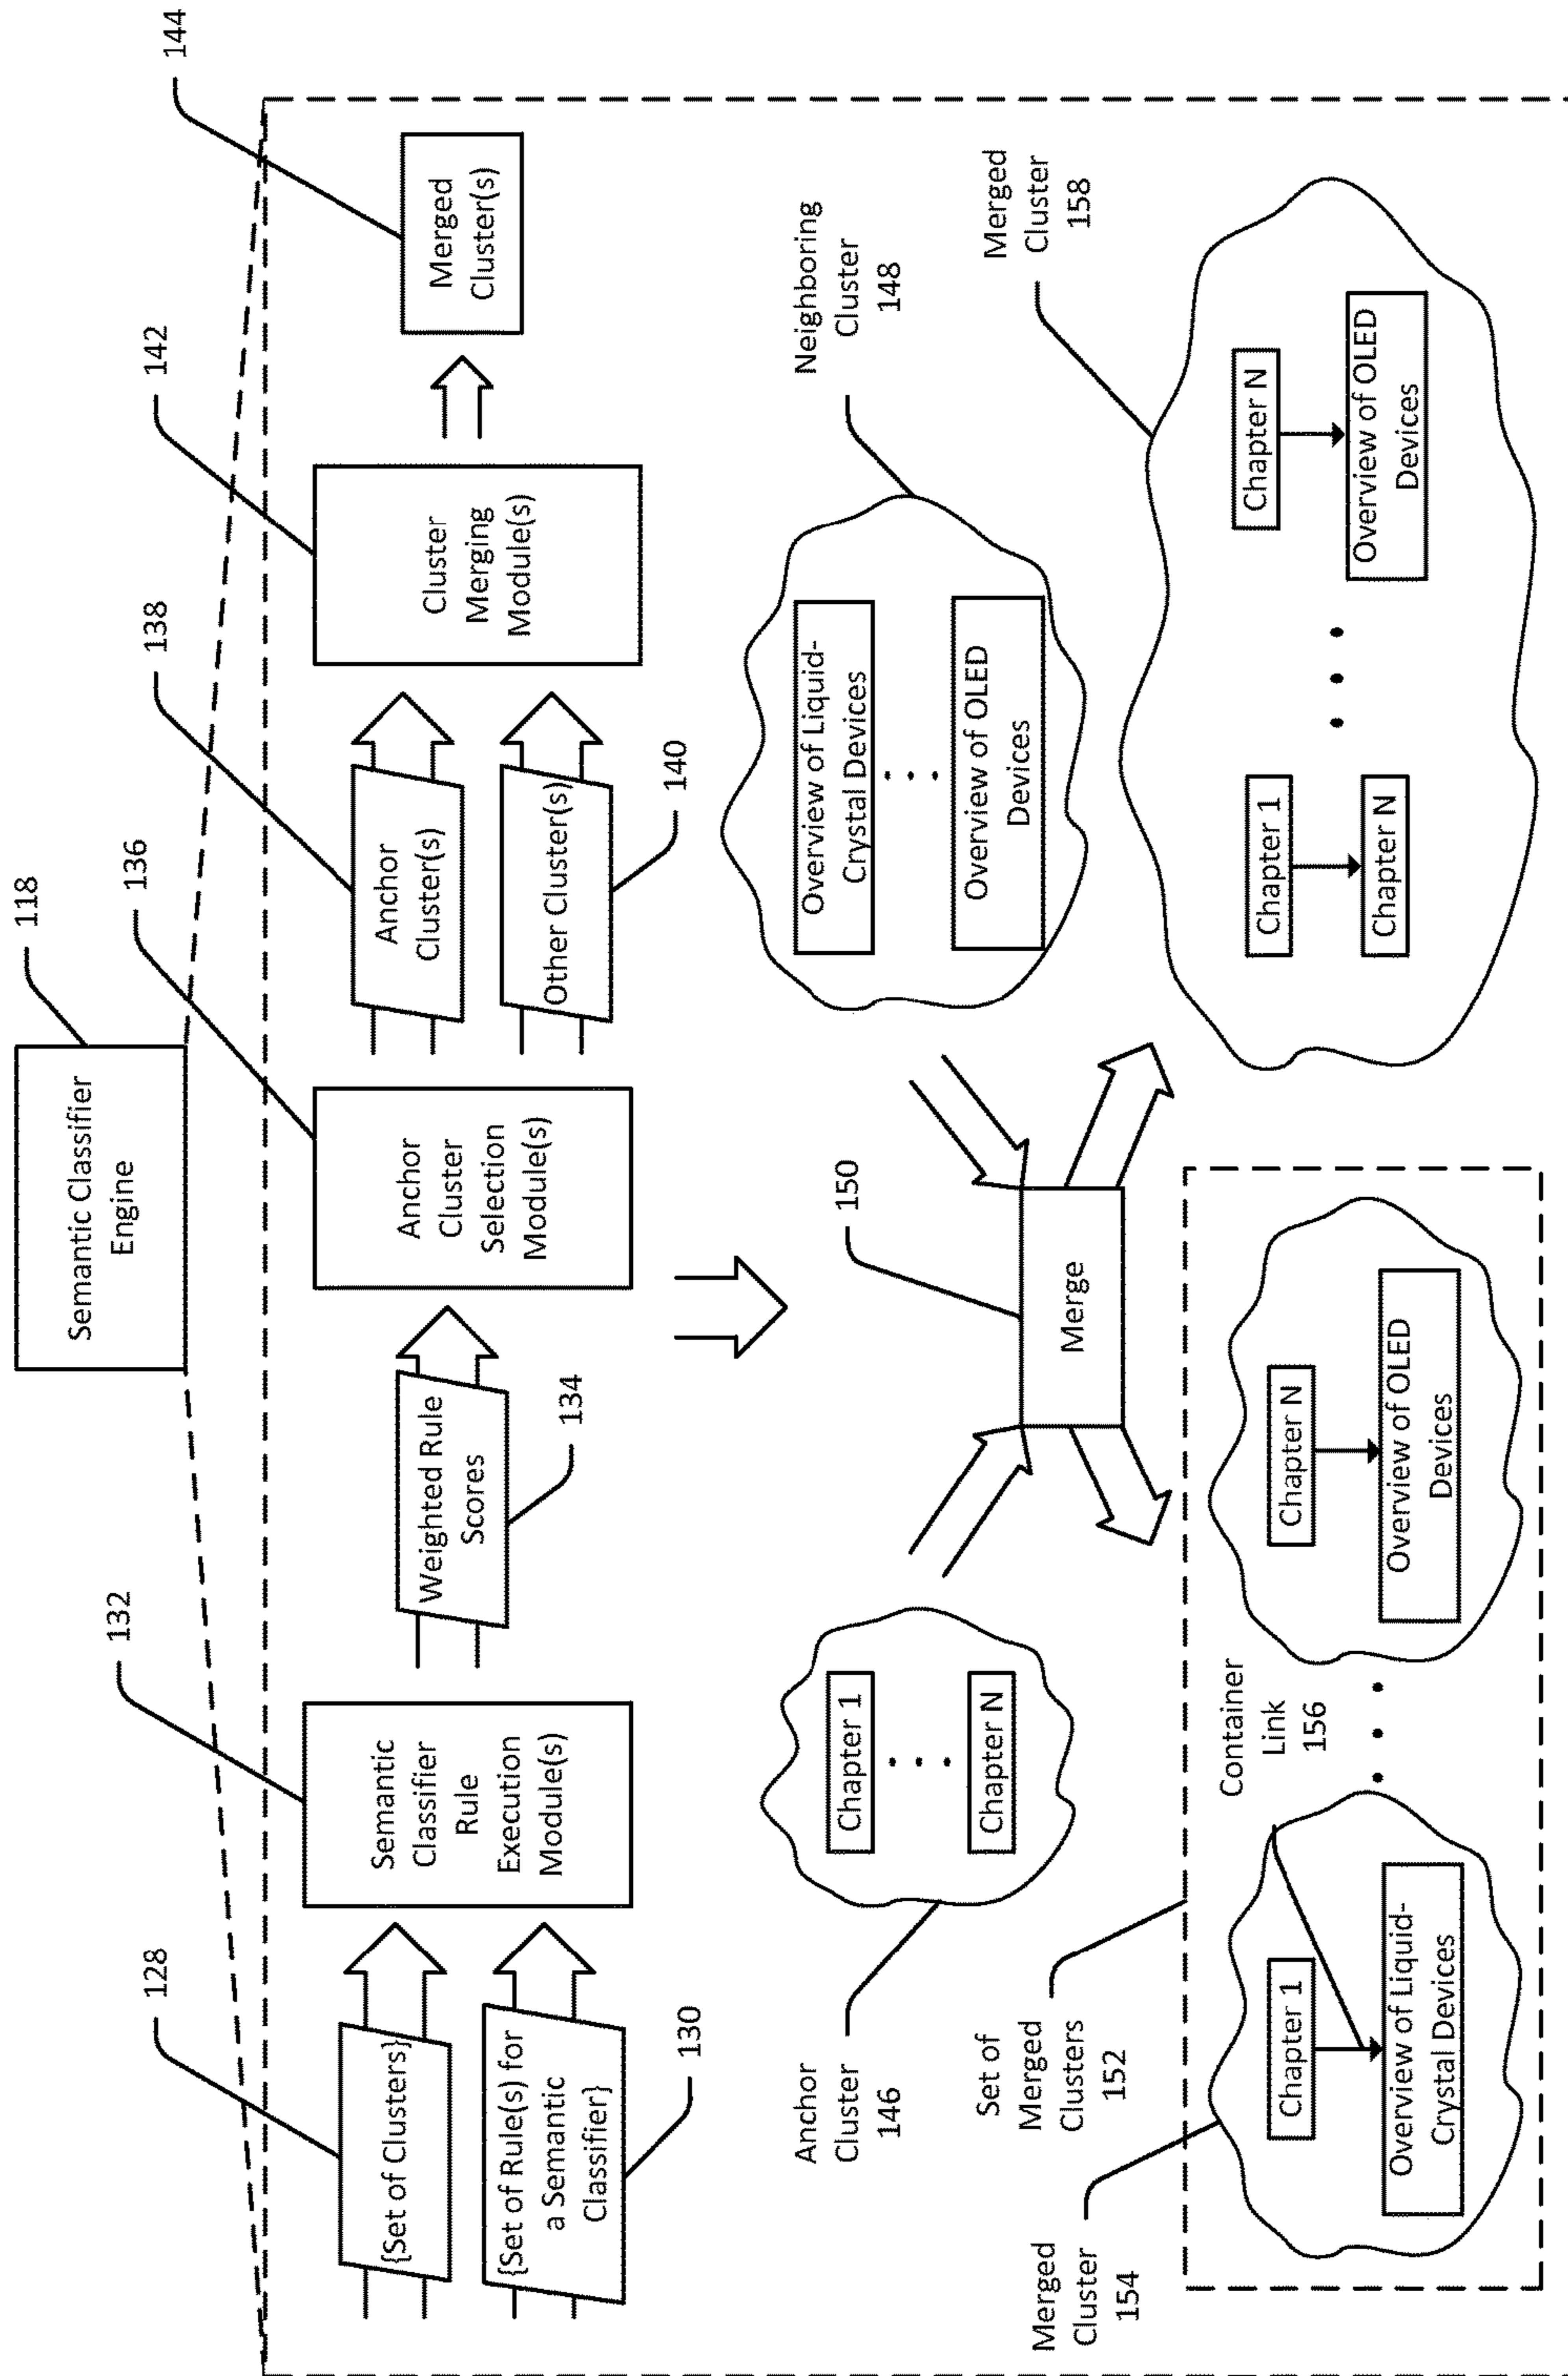 Semantic Classifier
Engine
118
128
132
136
138
142
144
{Set of Clusters}
{Set of Rule(s) for
a Semantic
Classifier}
130
Semantic
Classifier
Rule
Execution
Module(s)
Weighted Rule
Scores
134
Anchor
Cluster
Selection
Module(s)
Anchor
Cluster(s)
Other Cluster(s)
140
Cluster
Merging
Module(s)
Merged
Cluster(s)
Anchor
Cluster
146
Chapter 1
Chapter N
150
Merge
Overview of Liquid-
Crystal Devices
Overview of OLED
Devices
Neighboring
Cluster
148
Set of
Merged
Clusters
152
Merged
Cluster
154
Chapter 1
Overview of Liquid-
Crystal Devices
Container
Link
156
Chapter N
Overview of OLED
Devices
Merged
Cluster
158
Chapter 1
Chapter N
Chapter N
Overview of OLED
Devices